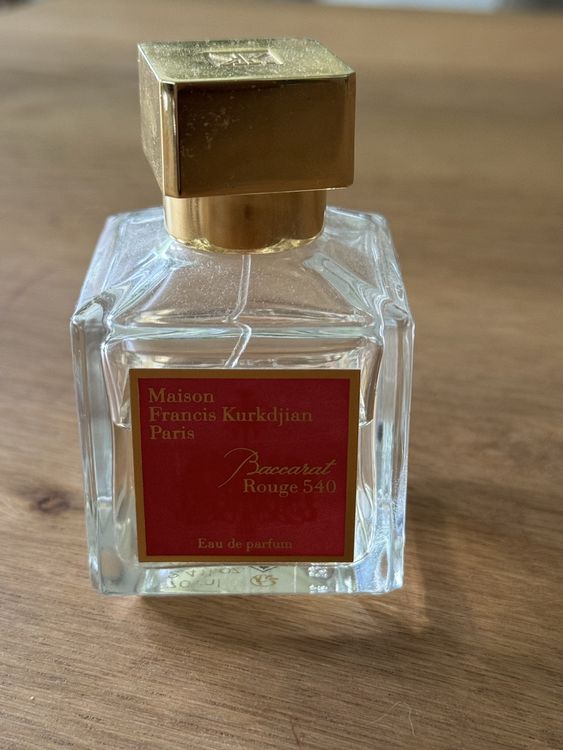 Maison
Francis Kurkdjian
Paris
Baccarat
Rouge 540
Eau de parfum